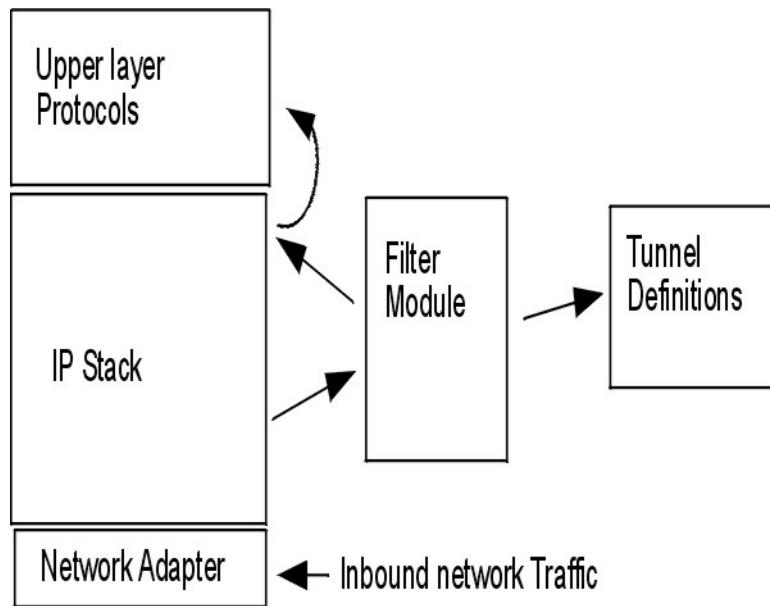 Upper layer
Protocols
Filter
Module
Tunnel
Definitions
IP Stack
Network Adapter
Inbound network Traffic